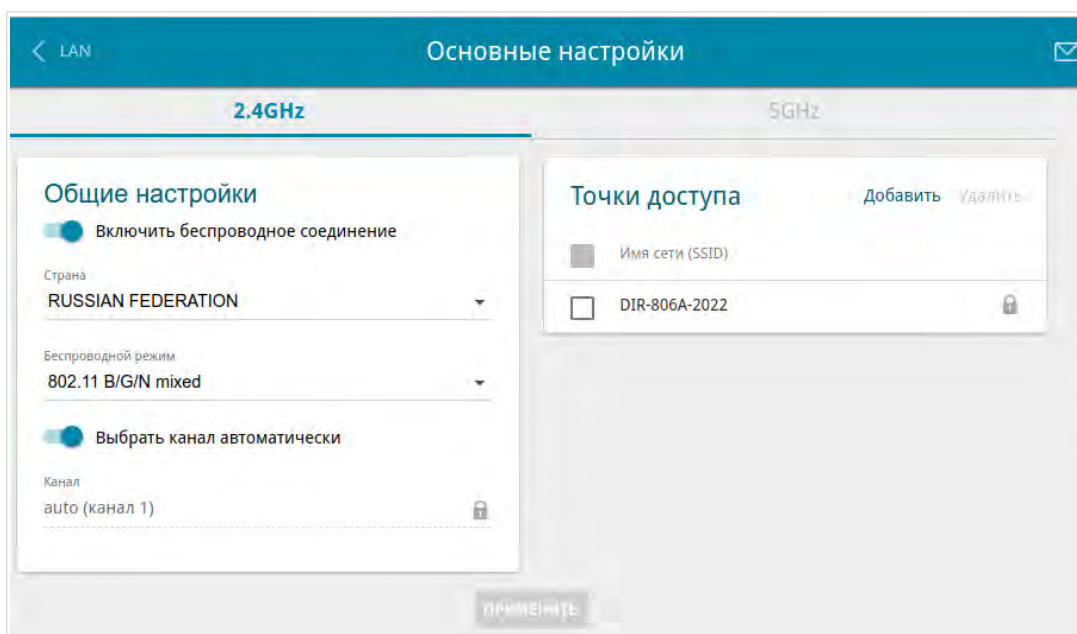 LAN
Основные настройки
2.4GHz
5GHz
Общие настройки
Включить беспроводное соединение
Страна
RUSSIAN FEDERATION
Беспроводной режим
802.11 B/G/N mixed
Выбрать канал автоматически
Канал
auto (канал 1)
Точки доступа
Добавить Удалить
Имя сети (SSID)
DIR-806A-2022
ПРИМЕНИТЬ